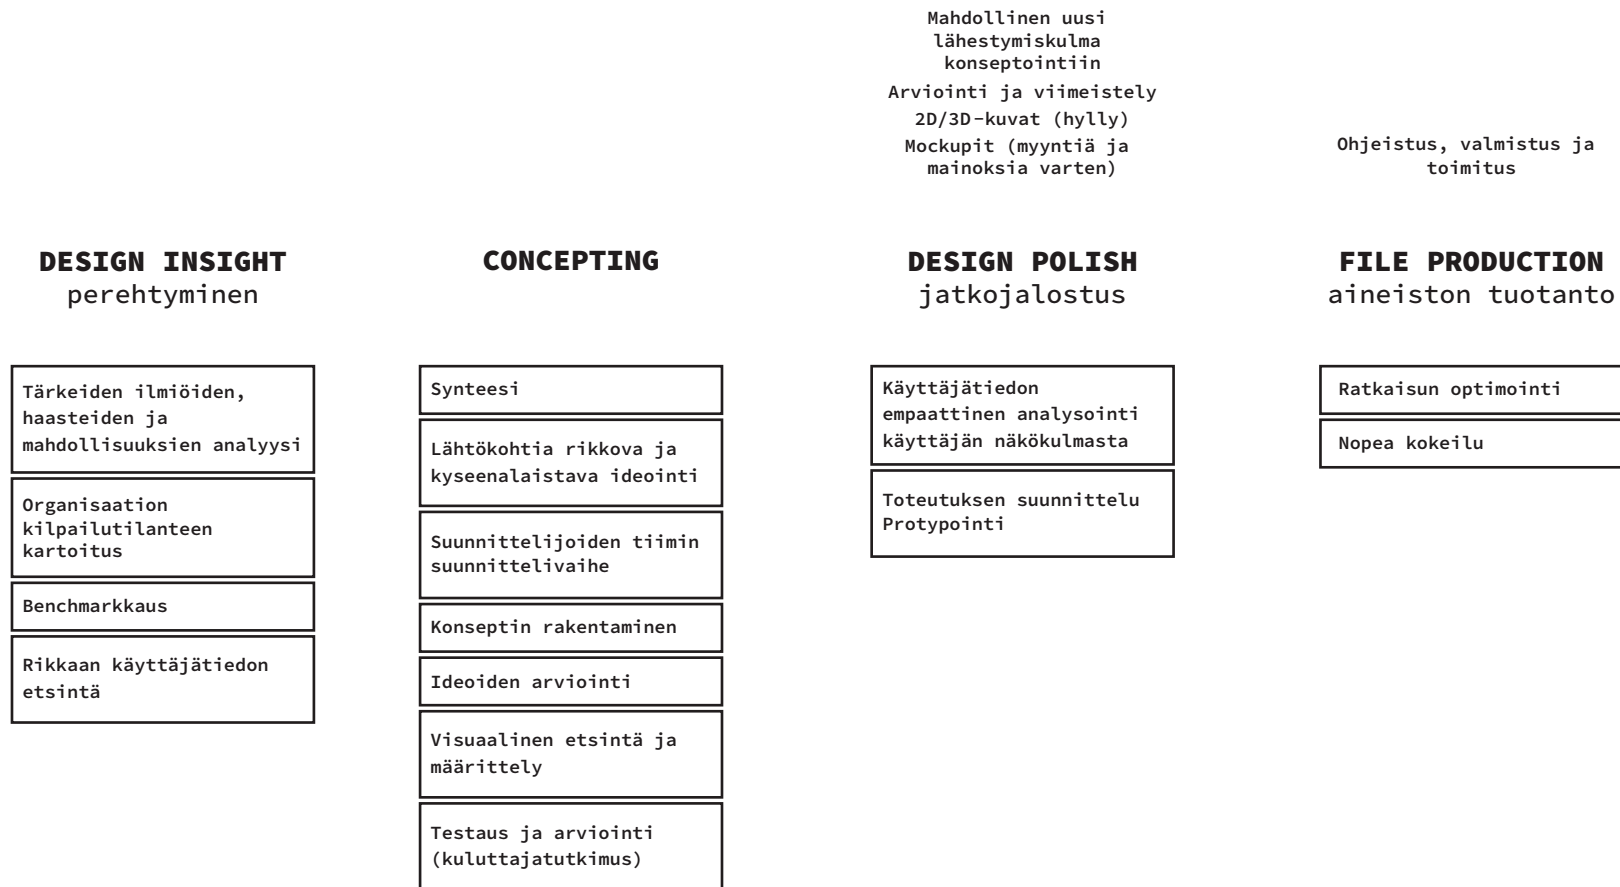 Mahdollinen uusi
lähestymiskulma
konseptointiin
Arviointi ja viimeistely
2D/3D-kuvat (hylly)
Mockupit (myyntiä ja
mainoksia varten)
Ohjeistus, valmistus ja
toimitus
DESIGN INSIGHT
perehtyminen
CONCEPTING
DESIGN POLISH
jatkojalostus
FILE PRODUCTION
aineiston tuotanto
Tärkeiden ilmiöiden,
haasteiden ja
mahdollisuuksien analyysi
Organisaation
kilpailutilanteen
kartoitus
Benchmarkkaus
Rikkaan käyttäjätiedon
etsintä
Synteesi
Lähtökohtia rikkova ja
kyseenalaistava ideointi
Suunnittelijoiden tiimin
suunnittelivaihe
Konseptin rakentaminen
Ideoiden arviointi
Visuaalinen etsintä ja
määrittely
Testaus ja arviointi
(kuluttajatutkimus)
Käyttäjätiedon
empaattinen analysointi
käyttäjän näkökulmasta
Toteutuksen suunnittelu
Protypointi
Ratkaisun optimointi
Nopea kokeilu